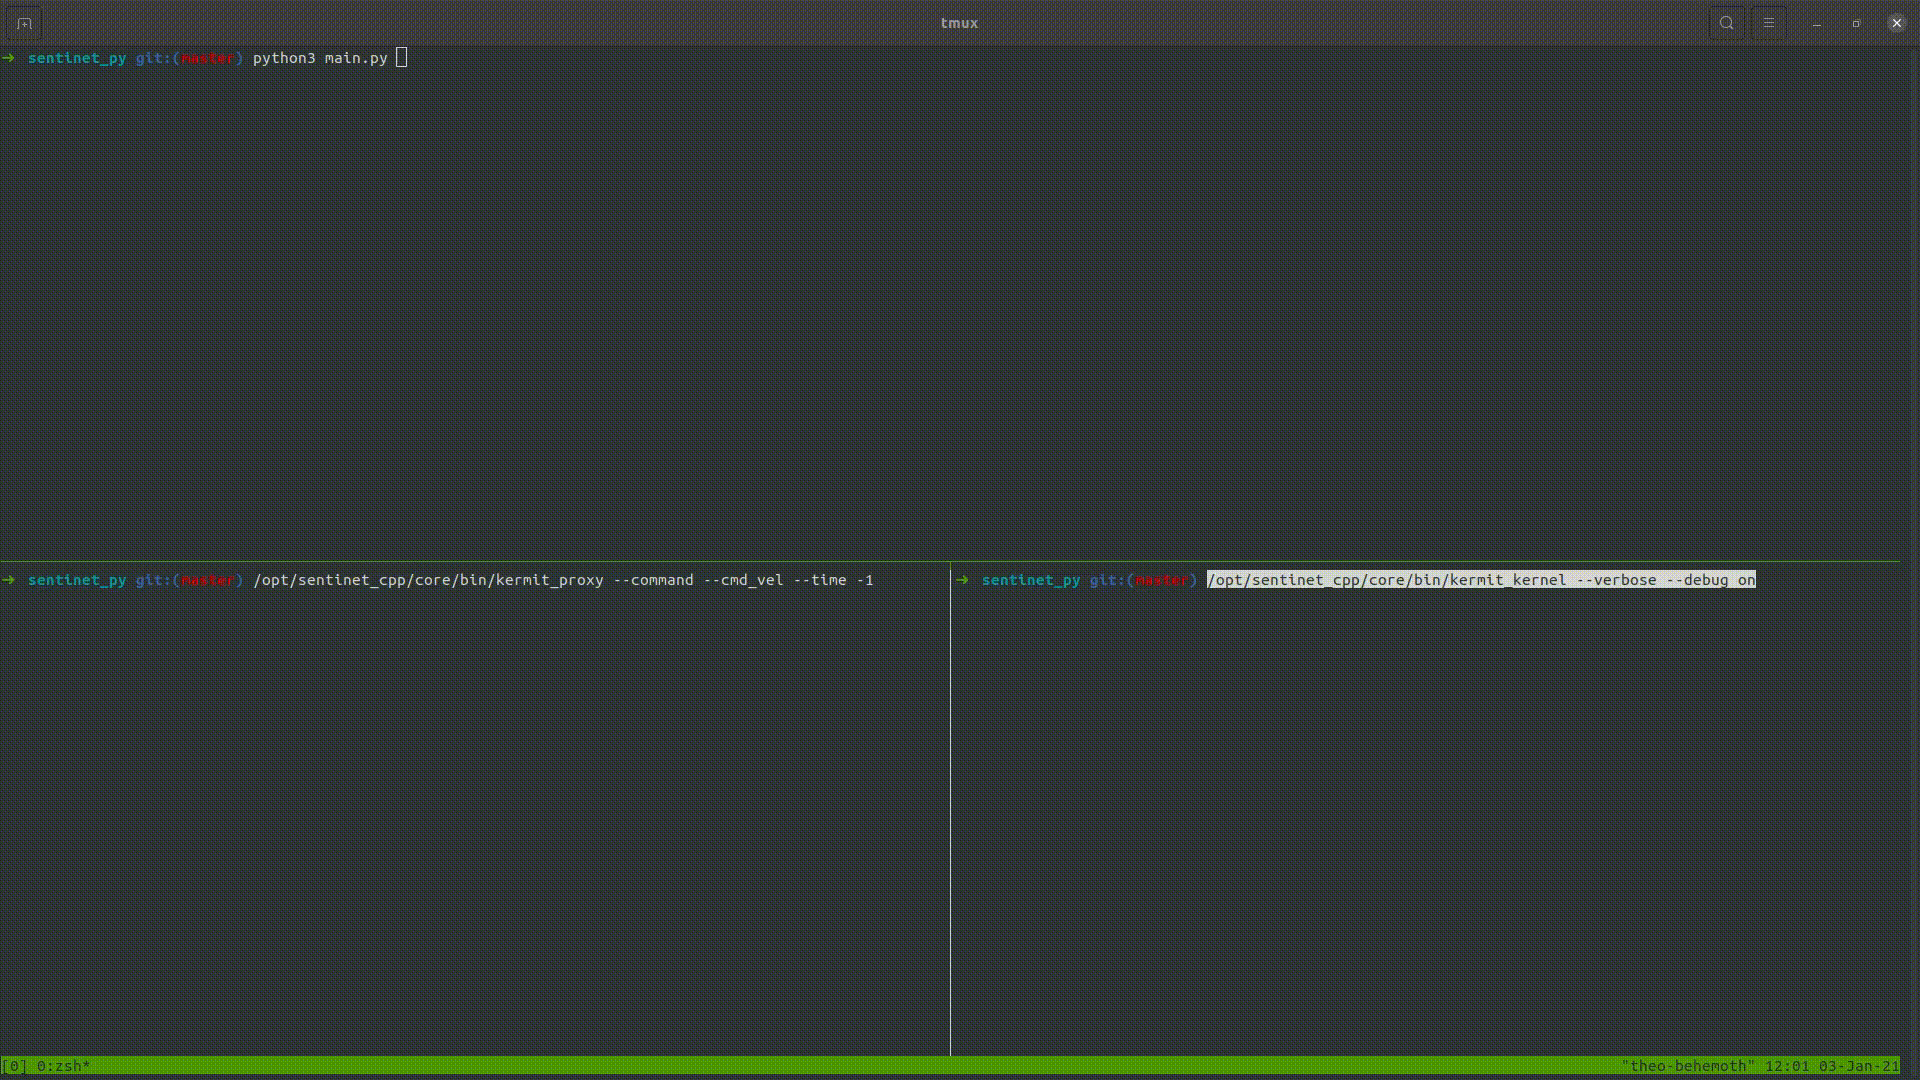 tmux
➜ sentinet_py git:(master) python3 main.py
➜ sentinet_py git:(master) /opt/sentinet_cpp/core/bin/kermit_proxy --command --cmd_vel --time -1
➜ sentinet_py git:(master) /opt/sentinet_cpp/core/bin/kermit_kernel --verbose --debug on
[0] 0:zsh* "theo-behemoth" 12:01 03-Jan-21